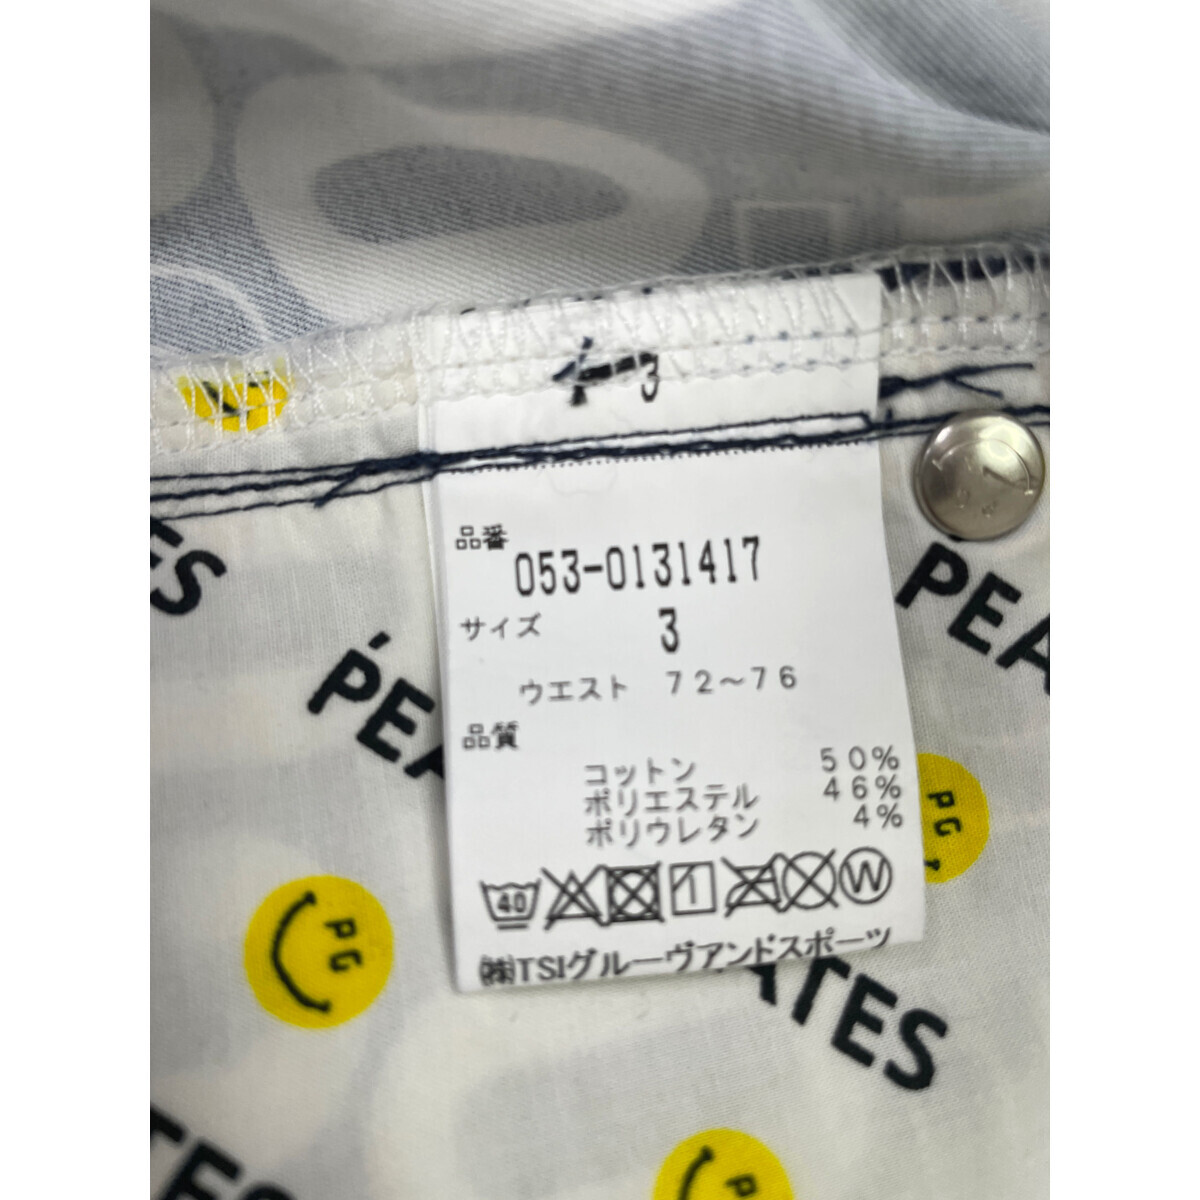 3
品番
053-0131417
サイズ 3
ウエスト 72～76
品質
コットン 50%
ポリエステル 46%
ポリウレタン 4%
40 W
㈱TSIグルーヴアンドスポーツ
ES
PEA
PEA
PG
PG
ATES
TES
PG